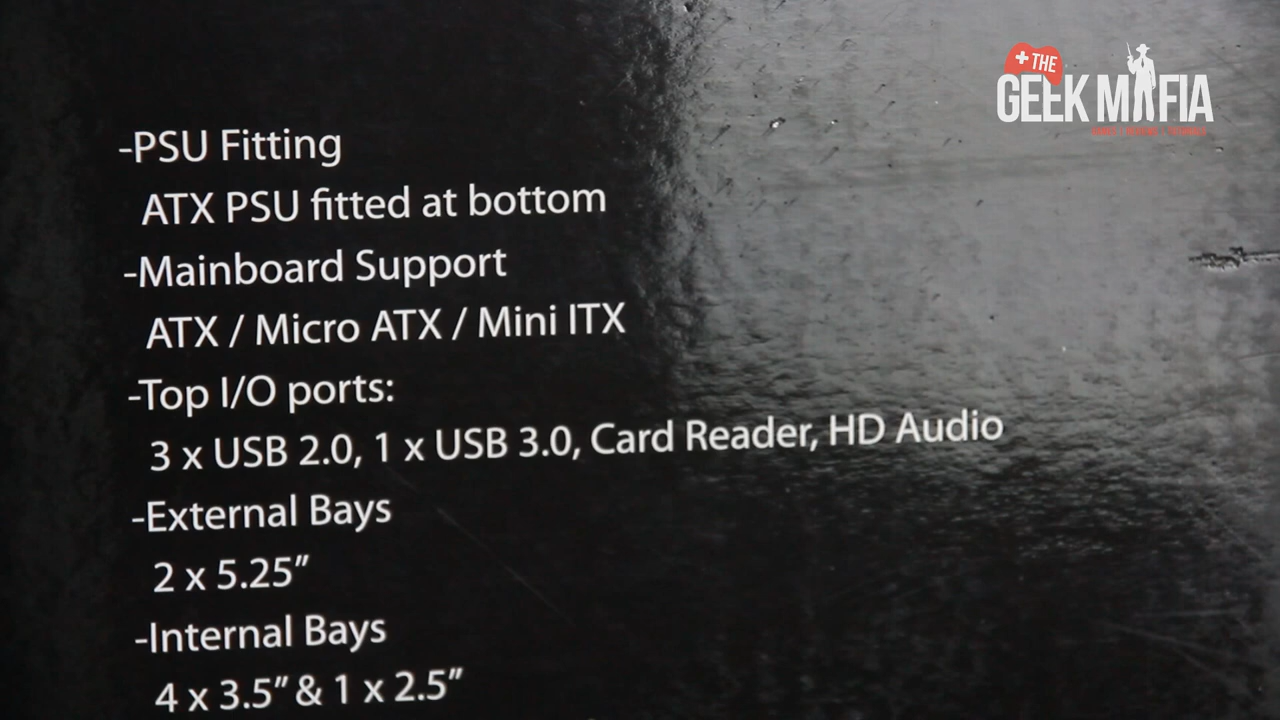 + THE
GEEK MAFIA
-PSU Fitting
ATX PSU fitted at bottom
-Mainboard Support
ATX / Micro ATX / Mini ITX
-Top I/O ports:
3 x USB 2.0, 1 x USB 3.0, Card Reader, HD Audio
-External Bays
2 x 5.25”
-Internal Bays
4 x 3.5” & 1 x 2.5”